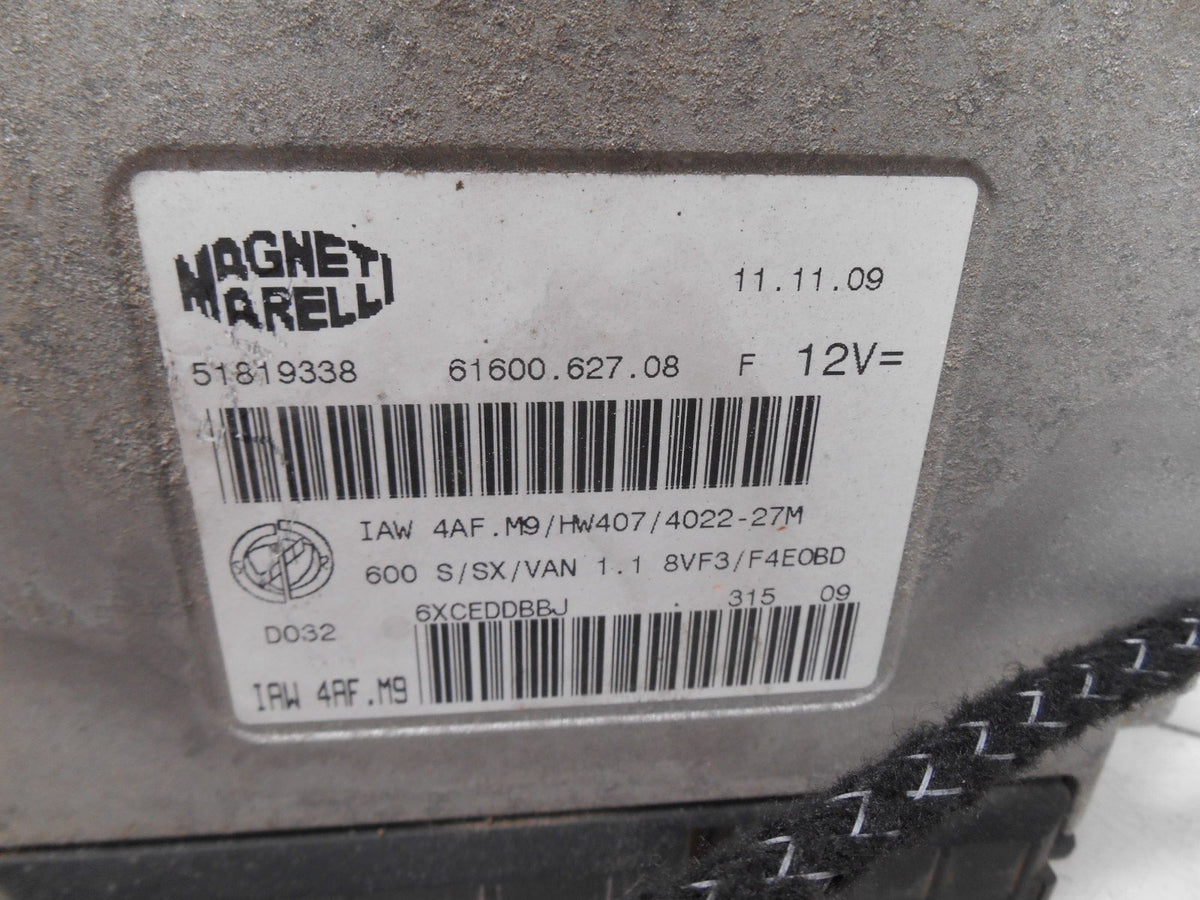 MAGNETI
MARELLI
11.11.09
51819338 61600.627.08 F 12V=
IAW 4AF.M9/HW407/4022-27M
600 S/SX/VAN 1.1 8VF3/F4EOBD
6XCEDDBBJ . 315 09
D032
IAW 4AF.M9